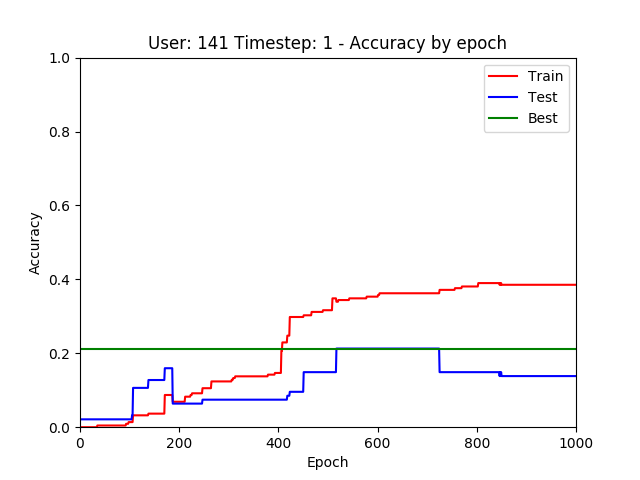 User: 141 Timestep: 1 - Accuracy by epoch
1.0
0.8
0.6
0.4
0.2
0.0
Accuracy
Train
Test
Best
0 200 400 600 800 1000
Epoch